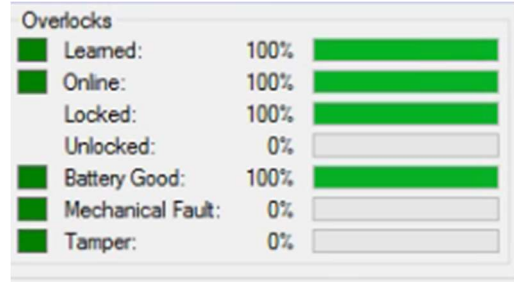 Overlocks
Learned: 100%
Online: 100%
Locked: 100%
Unlocked: 0%
Battery Good: 100%
Mechanical Fault: 0%
Tamper: 0%